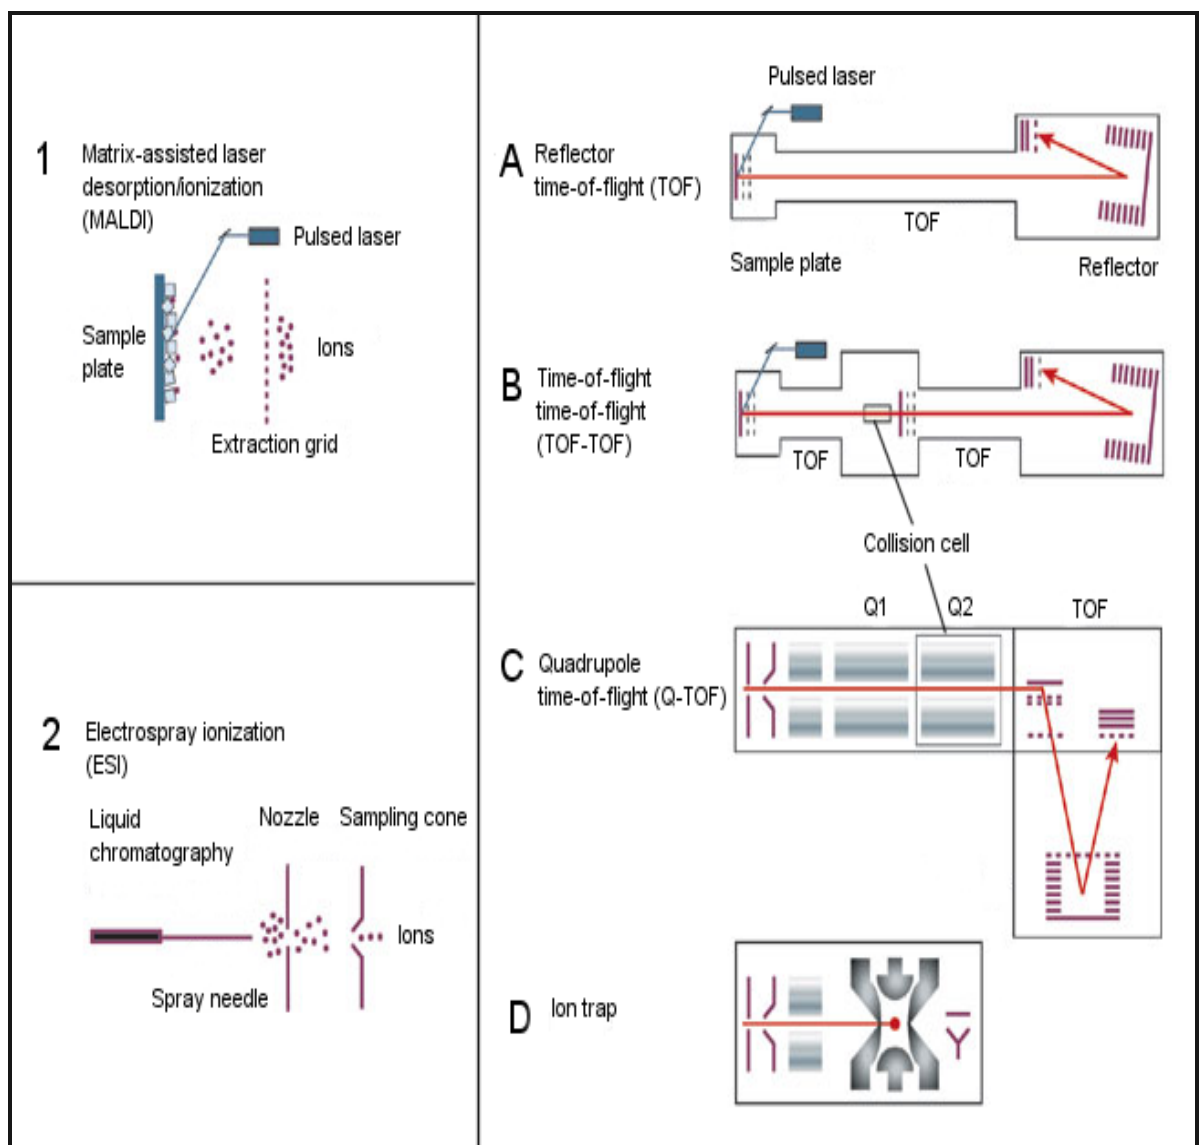 1
Matrix-assisted laser
desorption/ionization
(MALDI)
Pulsed laser
Sample
plate
Ions
Extraction grid
2
Electrospray ionization
(ESI)
Liquid
chromatography
Nozzle
Sampling cone
Ions
Spray needle
Pulsed laser
A
Reflector
time-of-flight (TOF)
TOF
Sample plate
Reflector
B
Time-of-flight
time-of-flight
(TOF-TOF)
TOF
TOF
Collision cell
Q1
Q2
TOF
C
Quadrupole
time-of-flight (Q-TOF)
D
Ion trap